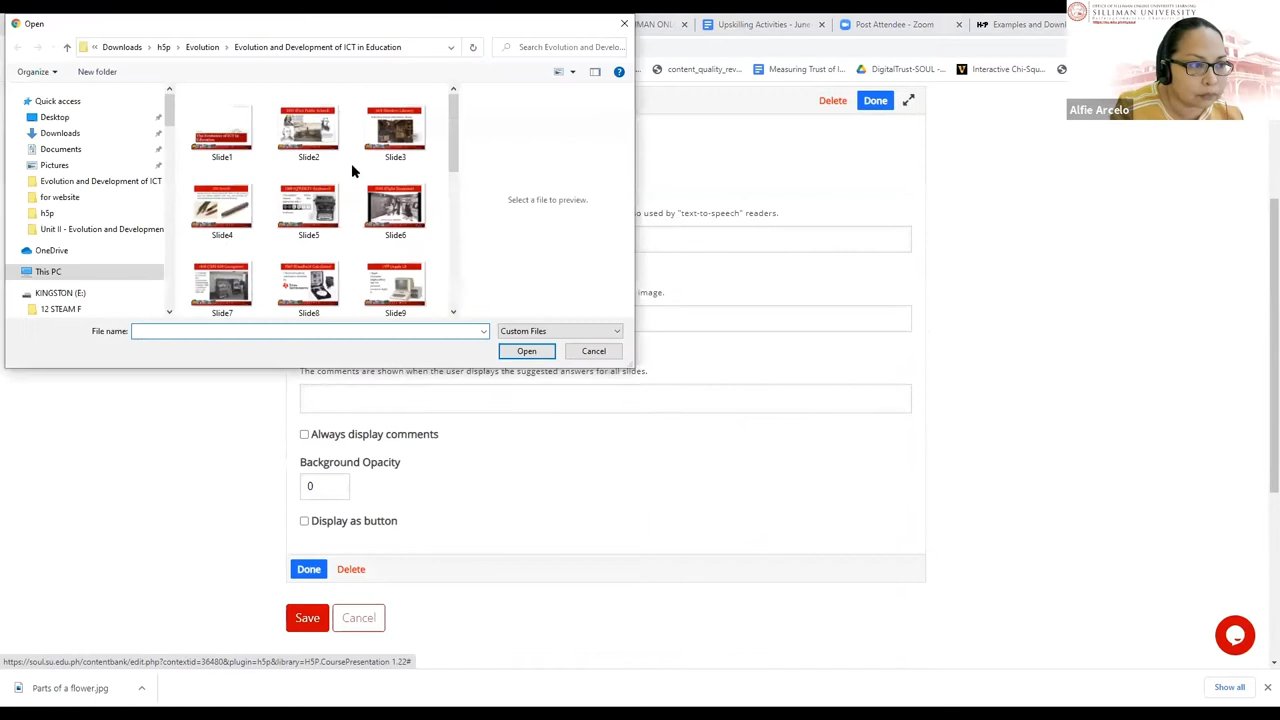 Open
Downloads
h5p
Evolution
Evolution and Development of ICT in Education
Search Evolution and Develo...
Organize
New folder
Quick access
Desktop
Downloads
Documents
Pictures
Evolution and Development of ICT
for website
h5p
Unit II - Evolution and Developmen
OneDrive
This PC
KINGSTON (E:)
12 STEAM F
Slide1
Slide2
Slide3
Slide4
Slide5
Slide6
Slide7
Slide8
Slide9
Select a file to preview.
File name:
Custom Files
Open
Cancel
MAN ONL
Upskilling Activities - June
Post Attendee - Zoom
H-P
Examples and Down
content_quality_rev...
Measuring Trust of I...
DigitalTrust-SOUL -...
Interactive Chi-Squ...
OFFICE OF SILLIMAN UNIVERSITY LEARNING
SILLIMAN UNIVERSITY
Alfie Arcelo
Delete
Done
so used by "text-to-speech" readers.
image.
The comments are shown when the user displays the suggested answers for all slides.
Always display comments
Background Opacity
0
Display as button
Done
Delete
Save
Cancel
https://soul.su.edu.ph/contentbank/edit.php?contextid=36480&plugin=h5p&library=H5P.CoursePresentation 1.22#
Parts of a flower.jpg
Show all